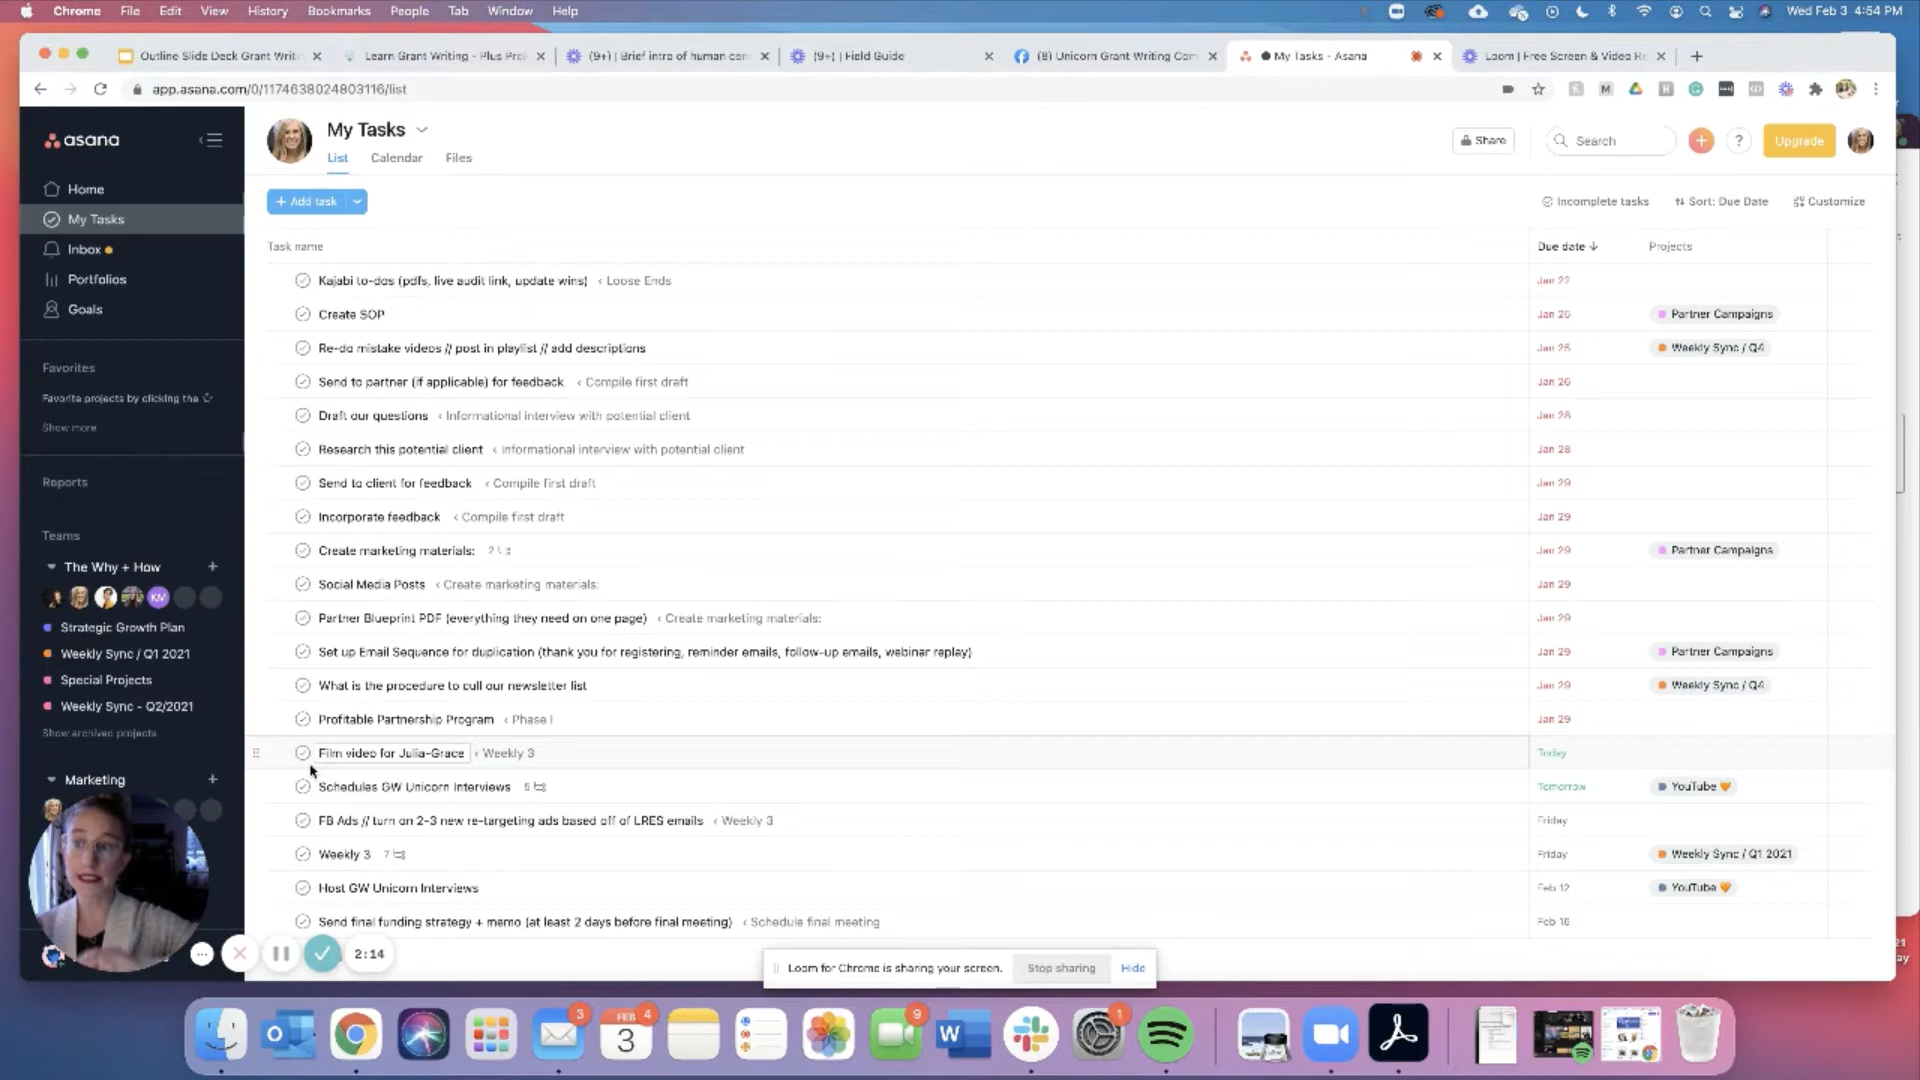 Chrome File Edit View History Bookmarks People Tab Window Help Wed Feb 3 4:54 PM
Outline Slide Deck Grant Writi Learn Grant Writing - Plus Proj (9+) | Brief intro of human cen (9+) | Field Guide (8) Unicorn Grant Writing Com My Tasks - Asana Loom | Free Screen & Video Re
app.asana.com/0/1174638024803116/list
asana
My Tasks
Share
Search
?
Upgrade
List Calendar Files
Home
My Tasks
Inbox
Portfolios
Goals
+ Add task
Incomplete tasks Sort: Due Date Customize
Task name Due date ↓ Projects
Kajabi to-dos (pdfs, live audit link, update wins) ‹ Loose Ends Jan 22
Create SOP Jan 25 Partner Campaigns
Re-do mistake videos // post in playlist // add descriptions Jan 25 Weekly Sync / Q4
Send to partner (if applicable) for feedback ‹ Compile first draft Jan 26
Draft our questions ‹ Informational interview with potential client Jan 28
Research this potential client ‹ Informational interview with potential client Jan 28
Send to client for feedback ‹ Compile first draft Jan 29
Incorporate feedback ‹ Compile first draft Jan 29
Create marketing materials: 2 Jan 29 Partner Campaigns
Social Media Posts ‹ Create marketing materials: Jan 29
Partner Blueprint PDF (everything they need on one page) ‹ Create marketing materials: Jan 29
Set up Email Sequence for duplication (thank you for registering, reminder emails, follow-up emails, webinar replay) Jan 29 Partner Campaigns
What is the procedure to cull our newsletter list Jan 29 Weekly Sync / Q4
Profitable Partnership Program ‹ Phase I Jan 29
Film video for Julia-Grace ‹ Weekly 3 Today
Schedules GW Unicorn Interviews 5 Tomorrow YouTube 🧡
FB Ads // turn on 2-3 new re-targeting ads based off of LRES emails ‹ Weekly 3 Friday
Weekly 3 7 Friday Weekly Sync / Q1 2021
Host GW Unicorn Interviews Feb 12 YouTube 🧡
Send final funding strategy + memo (at least 2 days before final meeting) ‹ Schedule final meeting Feb 16
Favorites
Favorite projects by clicking the
Show more
Reports
Teams
The Why + How
KM
Strategic Growth Plan
Weekly Sync / Q1 2021
Special Projects
Weekly Sync - Q2/2021
Show archived projects
Marketing
2:14
Loom for Chrome is sharing your screen. Stop sharing Hide
3
FEB
3
4
9
W
1